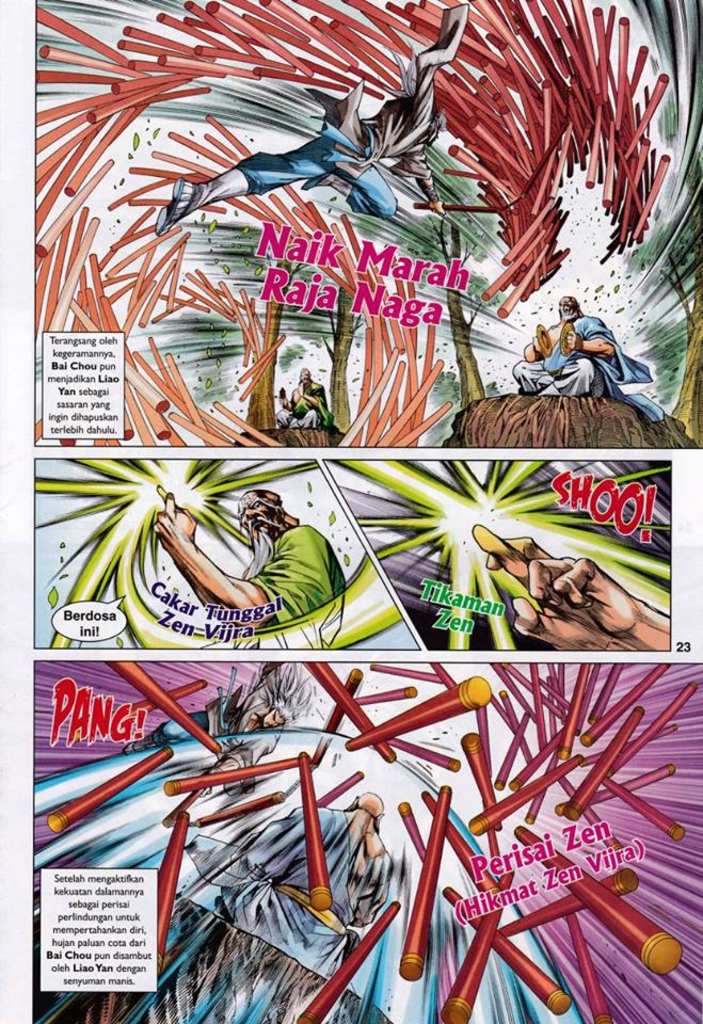 Naik Marah
Raja Naga
Terangsang oleh
kegeramannya,
Bai Chou pun
menjadikan Liao
Yan sebagai
sasaran yang
ingin dihapuskan
terlebih dahulu.
Berdosa
ini!
Cakar Tunggal
Zen Vijra
SHOO!
Tikaman
Zen
23
PANG!
Perisai Zen
(Hikmat Zen Vijra)
Setelah mengaktifkan
kekuatan dalamannya
sebagai perisai
perlindungan untuk
mempertahankan diri,
hujan paluan cota dari
Bai Chou pun disambut
oleh Liao Yan dengan
senyuman manis.